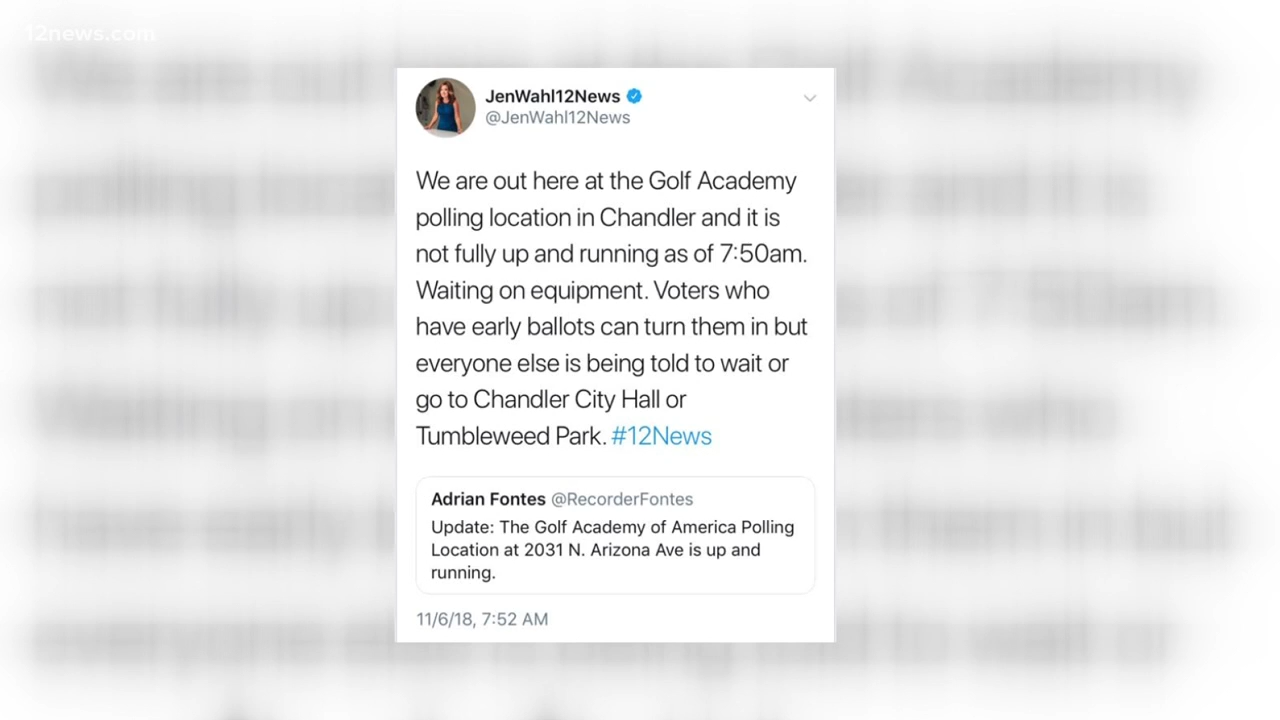 12news.com
JenWahl12News
@JenWahl12News
We are out here at the Golf Academy
polling location in Chandler and it is
not fully up and running as of 7:50am.
Waiting on equipment. Voters who
have early ballots can turn them in but
everyone else is being told to wait or
go to Chandler City Hall or
Tumbleweed Park. #12News
Adrian Fontes @RecorderFontes
Update: The Golf Academy of America Polling
Location at 2031 N. Arizona Ave is up and
running.
11/6/18, 7:52 AM